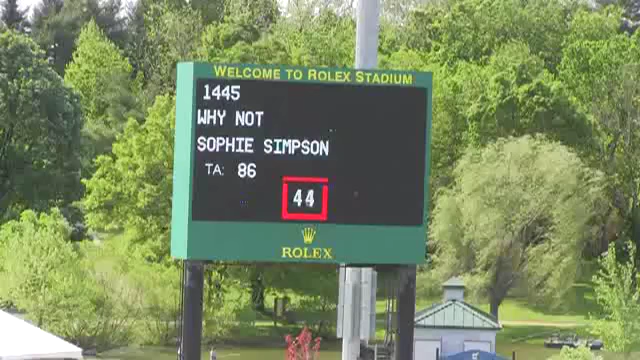 WELCOME TO ROLEX STADIUM
1445
WHY NOT
SOPHIE SIMPSON
TA: 86
44
ROLEX